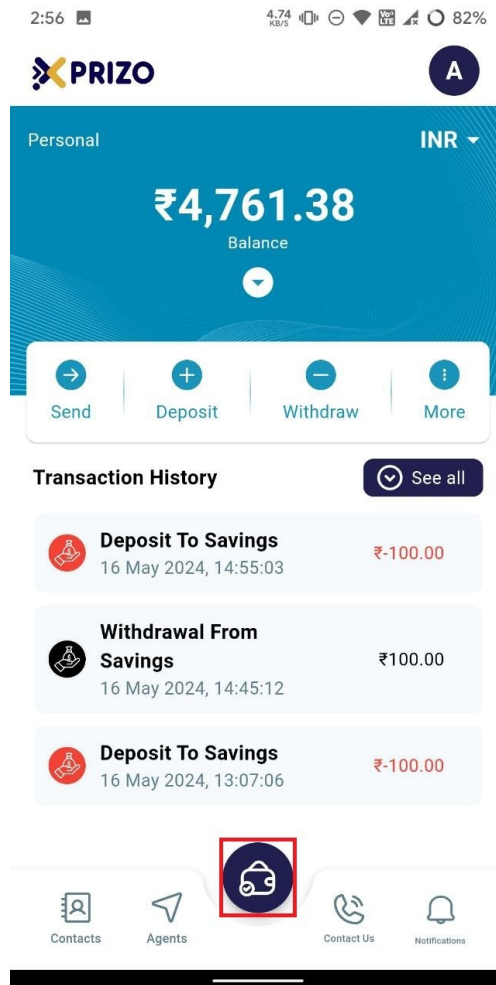 2:56 4.74 KB/S Vo) LTE 82%
PRIZO
A
Personal INR
₹4,761.38
Balance
Send Deposit Withdraw More
Transaction History See all
Deposit To Savings
16 May 2024, 14:55:03 ₹-100.00
Withdrawal From
Savings ₹100.00
16 May 2024, 14:45:12
Deposit To Savings
16 May 2024, 13:07:06 ₹-100.00
Contacts Agents Contact Us Notifications